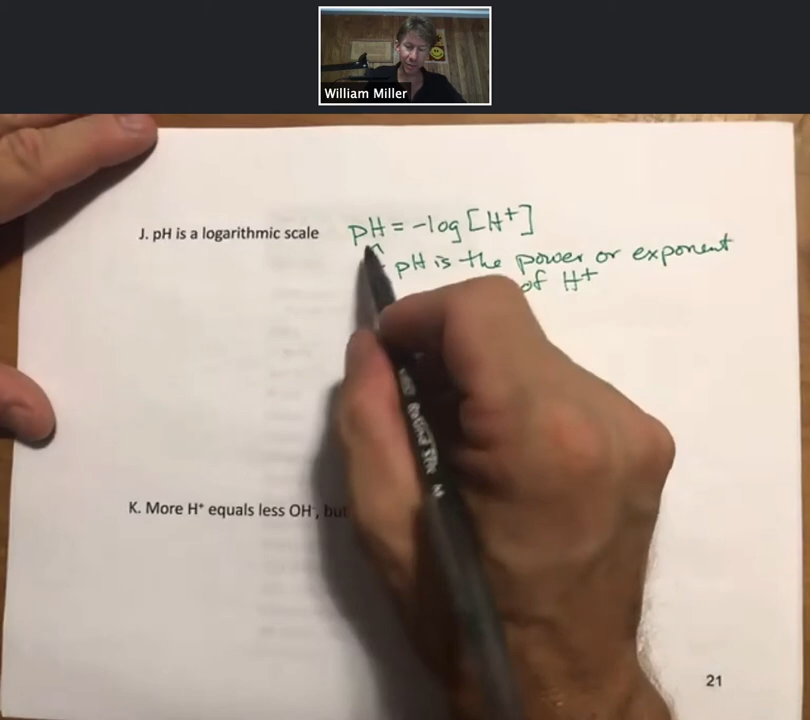 William Miller
J. pH is a logarithmic scale pH = -log [H⁺]
pH is the power or exponent
of H⁺
K. More H⁺ equals less OH⁻, but
21